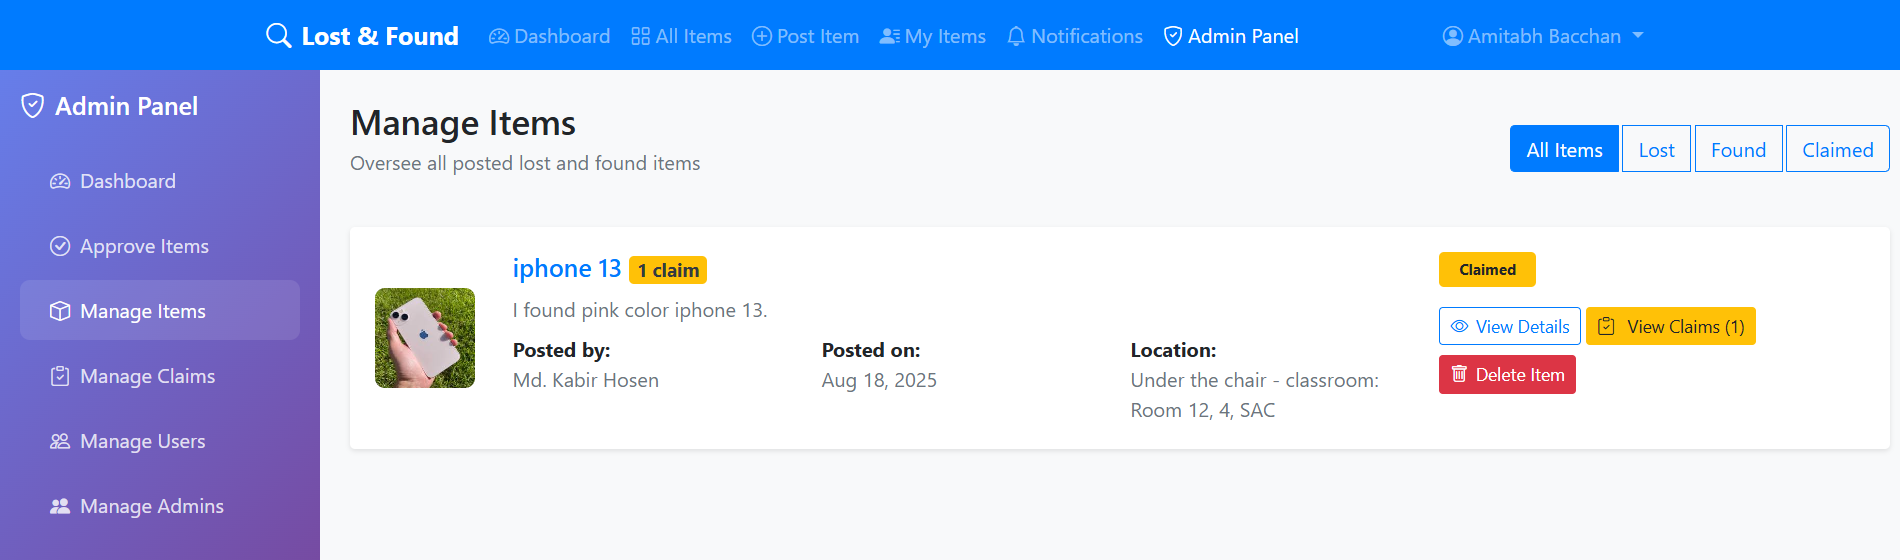 Lost & Found Dashboard All Items Post Item My Items Notifications Admin Panel Amitabh Bacchan
Admin Panel
Dashboard
Approve Items
Manage Items
Manage Claims
Manage Users
Manage Admins
Manage Items
Oversee all posted lost and found items
All Items Lost Found Claimed
iphone 13 1 claim
I found pink color iphone 13.
Posted by:
Md. Kabir Hosen
Posted on:
Aug 18, 2025
Location:
Under the chair - classroom:
Room 12, 4, SAC
Claimed
View Details View Claims (1)
Delete Item